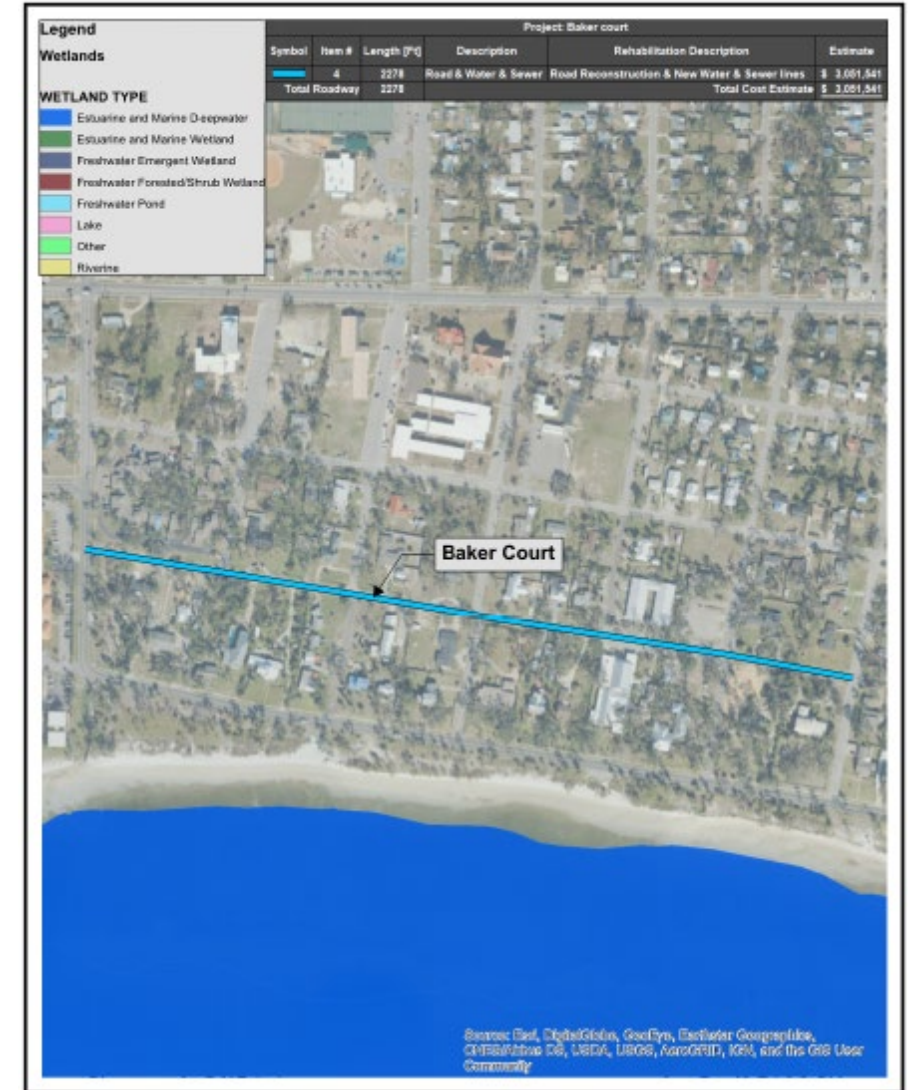 Legend
Wetlands
WETLAND TYPE
Estuarine and Marine Deepwater
Estuarine and Marine Wetland
Freshwater Emergent Wetland
Freshwater Forested/Shrub Wetland
Freshwater Pond
Lake
Other
Riverine
Project: Baker court
Symbol Item # Length [Ft] Description Rehabilitation Description Estimate
4 2278 Road & Water & Sewer Road Reconstruction & New Water & Sewer lines $ 3,051,541
Total Roadway 2278 Total Cost Estimate $ 3,051,541
Baker Court
Source: Esri, DigitalGlobe, GeoEye, Earthstar Geographics,
CNES/Airbus DS, USDA, USGS, AeroGRID, IGN, and the GIS User
Community